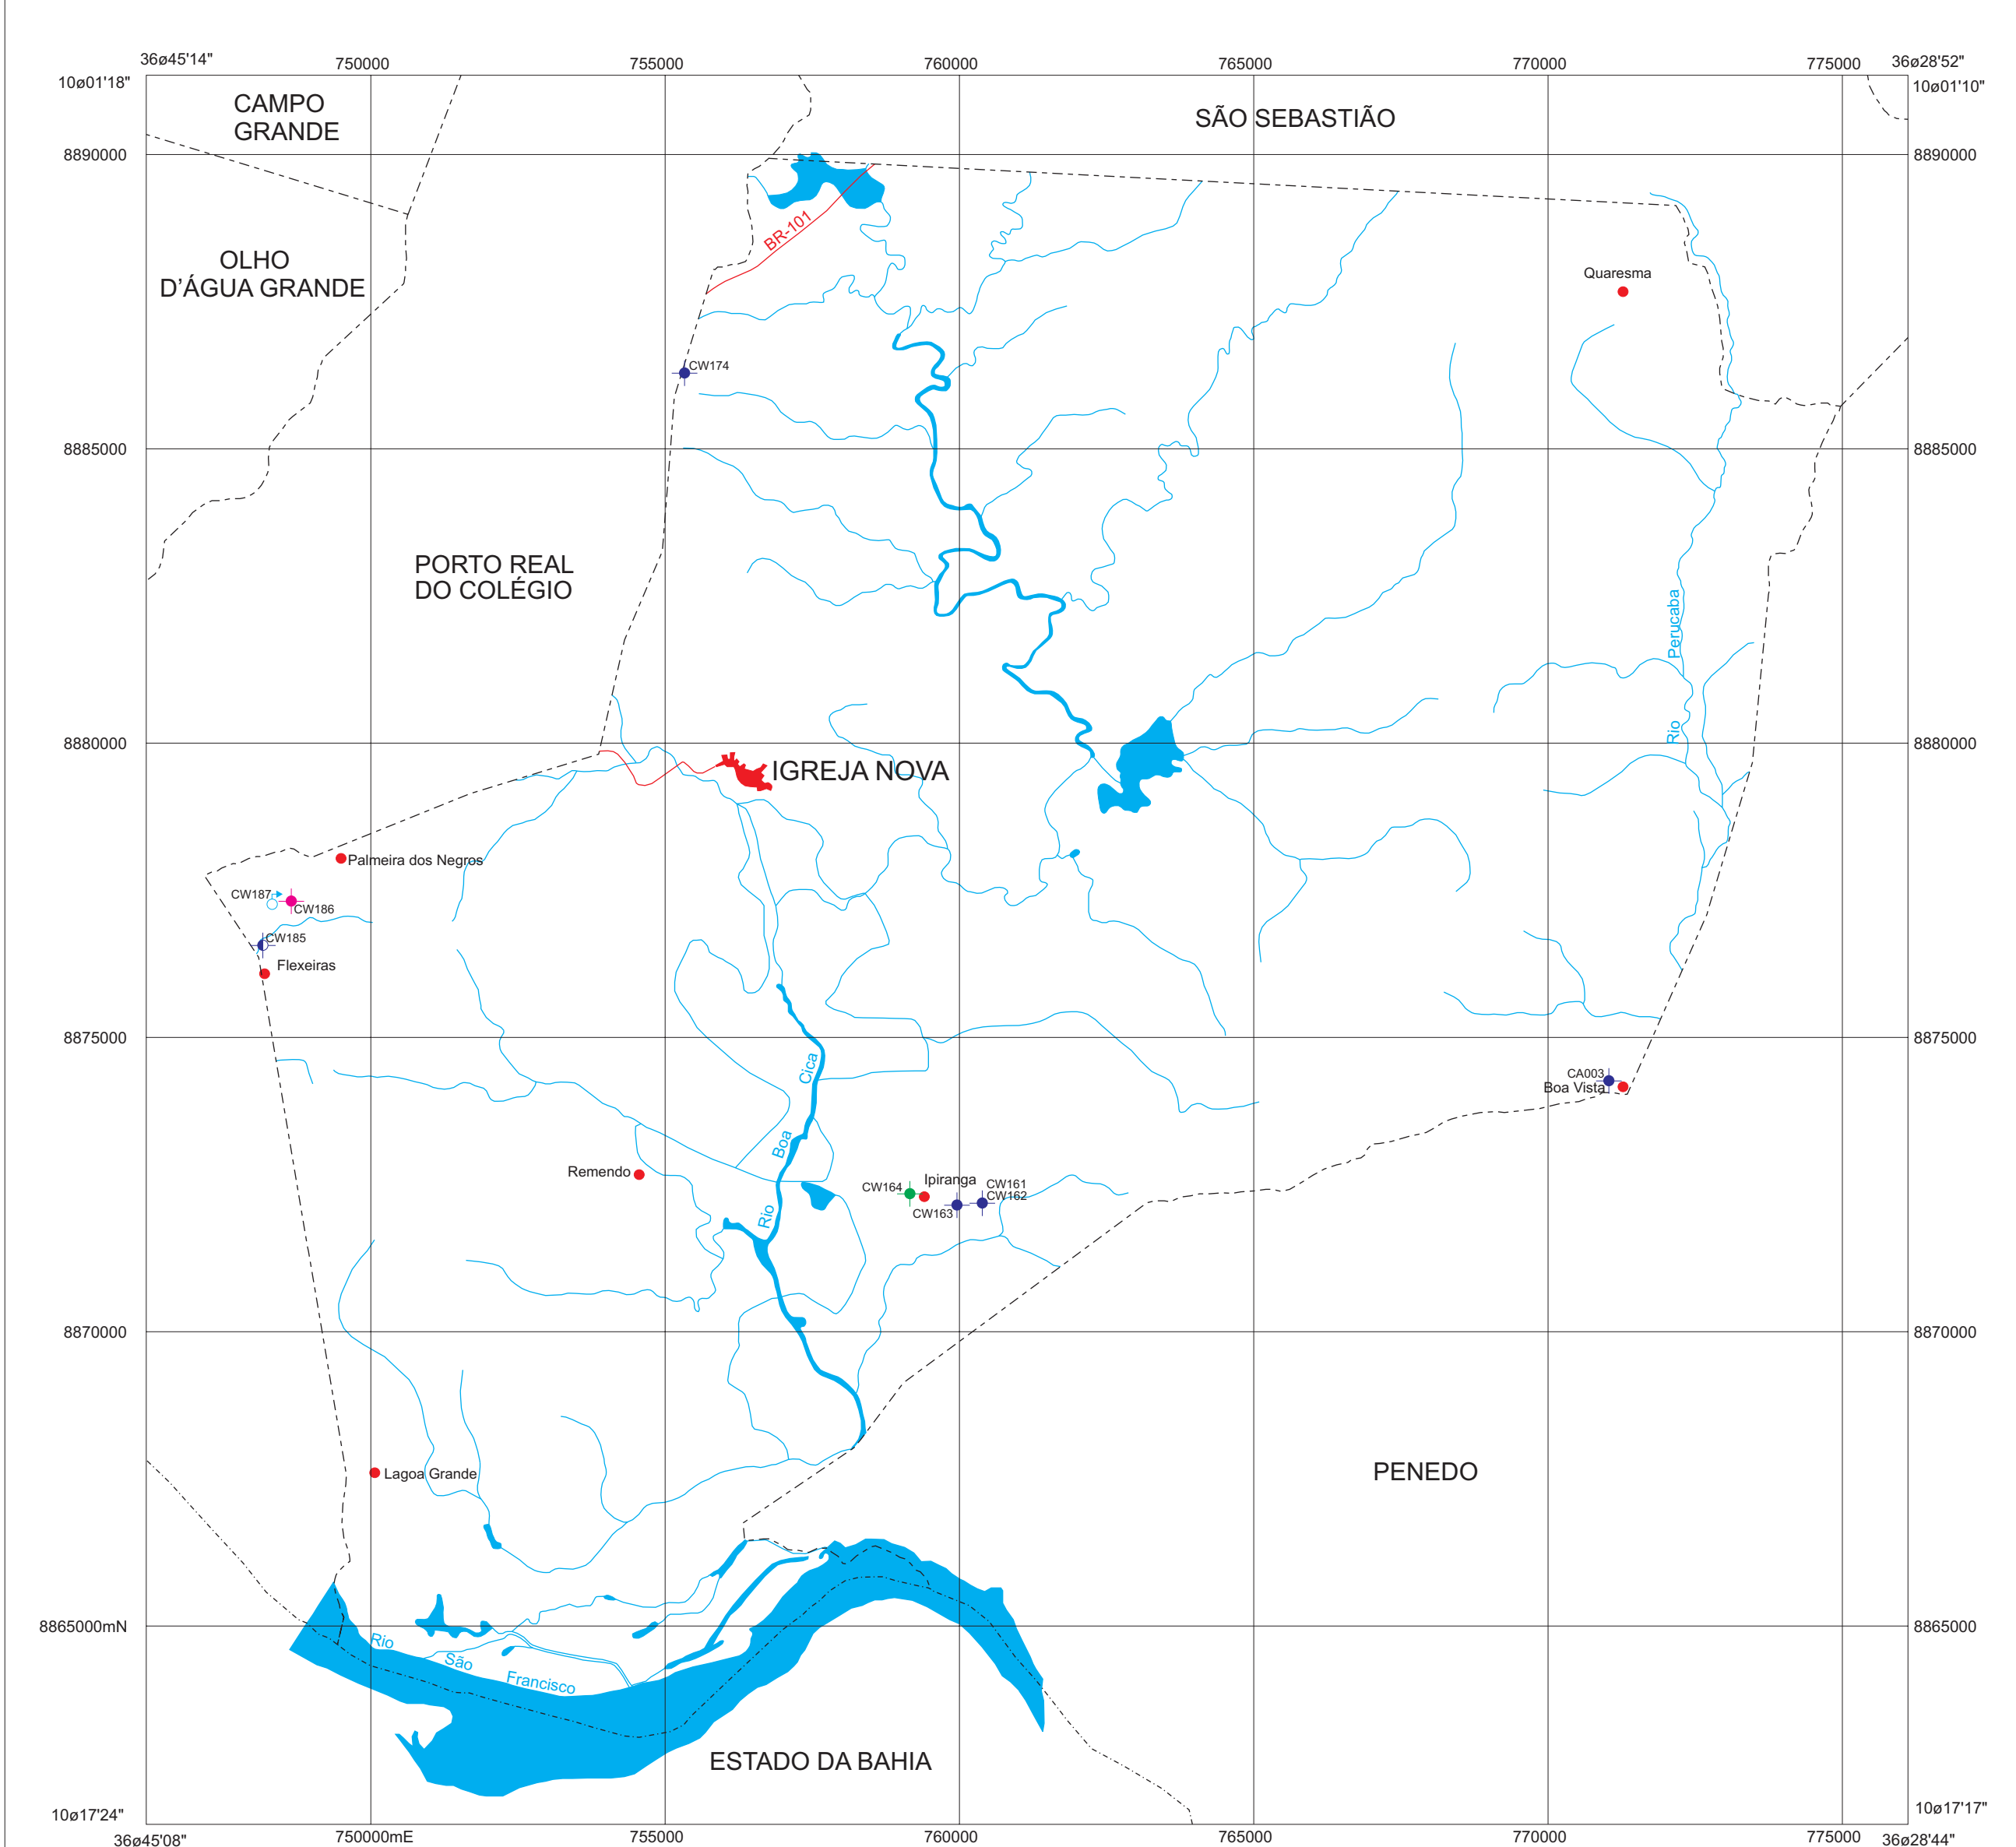 36ø45'14"
750000
755000
760000
765000
770000
775000
36ø28'52"
10ø01'18"
10ø01'10"
CAMPO
GRANDE
SÃO SEBASTIÃO
8890000
8890000
BR-101
OLHO
D'ÁGUA GRANDE
Quaresma
CW174
8885000
8885000
PORTO REAL
DO COLÉGIO
Perucaba
Rio
8880000
8880000
IGREJA NOVA
Palmeira dos Negros
CW187
CW186
CW185
Flexeiras
8875000
8875000
Cica
CA003
Boa Vista
Boa
Remendo
Ipiranga
CW164
CW161
CW162
CW163
Rio
8870000
8870000
Lagoa Grande
PENEDO
8865000mN
8865000
Rio
São
Francisco
ESTADO DA BAHIA
10ø17'24"
10ø17'17"
36ø45'08"
750000mE
755000
760000
765000
770000
775000
36ø28'44"